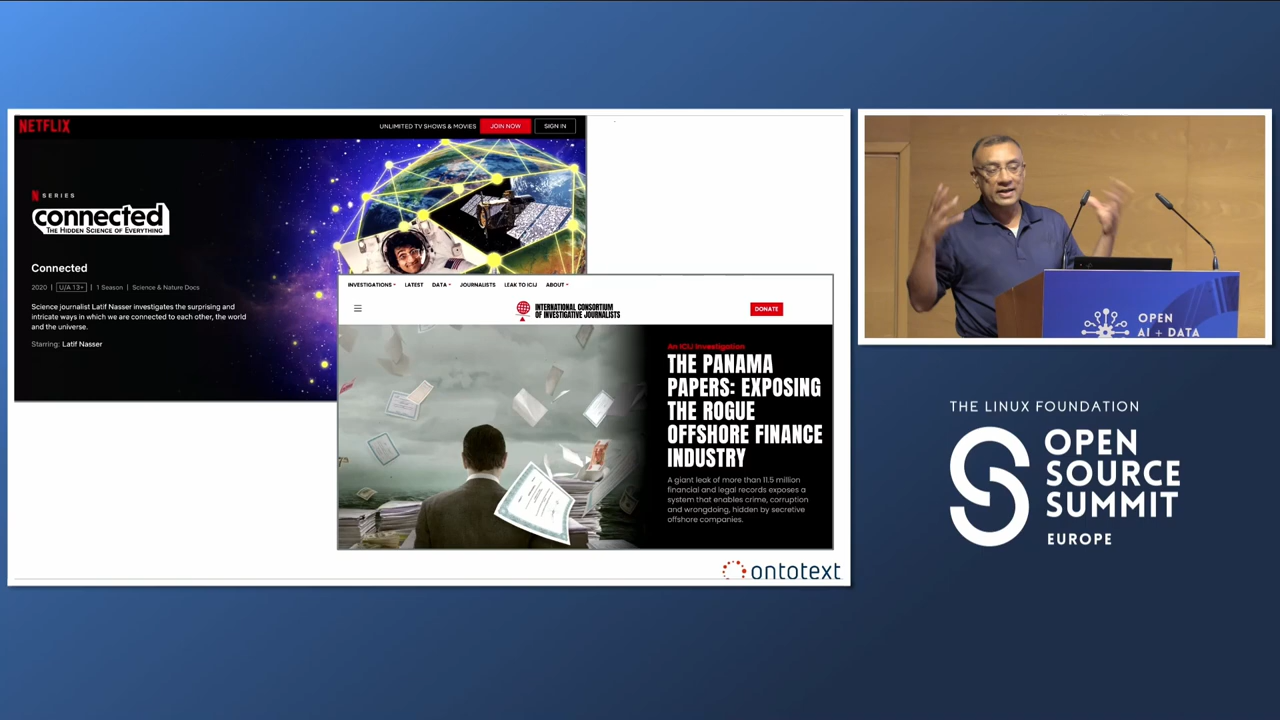 NETFLIX
UNLIMITED TV SHOWS & MOVIES
JOIN NOW
SIGN IN
N SERIES
connected
THE HIDDEN SCIENCE OF EVERYTHING
Connected
2020 | U/A 13+ | 1 Season | Science & Nature Docs
Science journalist Latif Nasser investigates the surprising and
intricate ways in which we are connected to each other, the world
and the universe.
Starring: Latif Nasser
INVESTIGATIONS
LATEST
DATA
JOURNALISTS
LEAK TO ICIJ
ABOUT
INTERNATIONAL CONSORTIUM
OF INVESTIGATIVE JOURNALISTS
DONATE
An ICIJ Investigation
THE PANAMA
PAPERS: EXPOSING
THE ROGUE
OFFSHORE FINANCE
INDUSTRY
A giant leak of more than 11.5 million
financial and legal records exposes a
system that enables crime, corruption
and wrongdoing, hidden by secretive
offshore companies.
ontotext
OPEN
AI + DATA
THE LINUX FOUNDATION
OPEN
SOURCE
SUMMIT
EUROPE